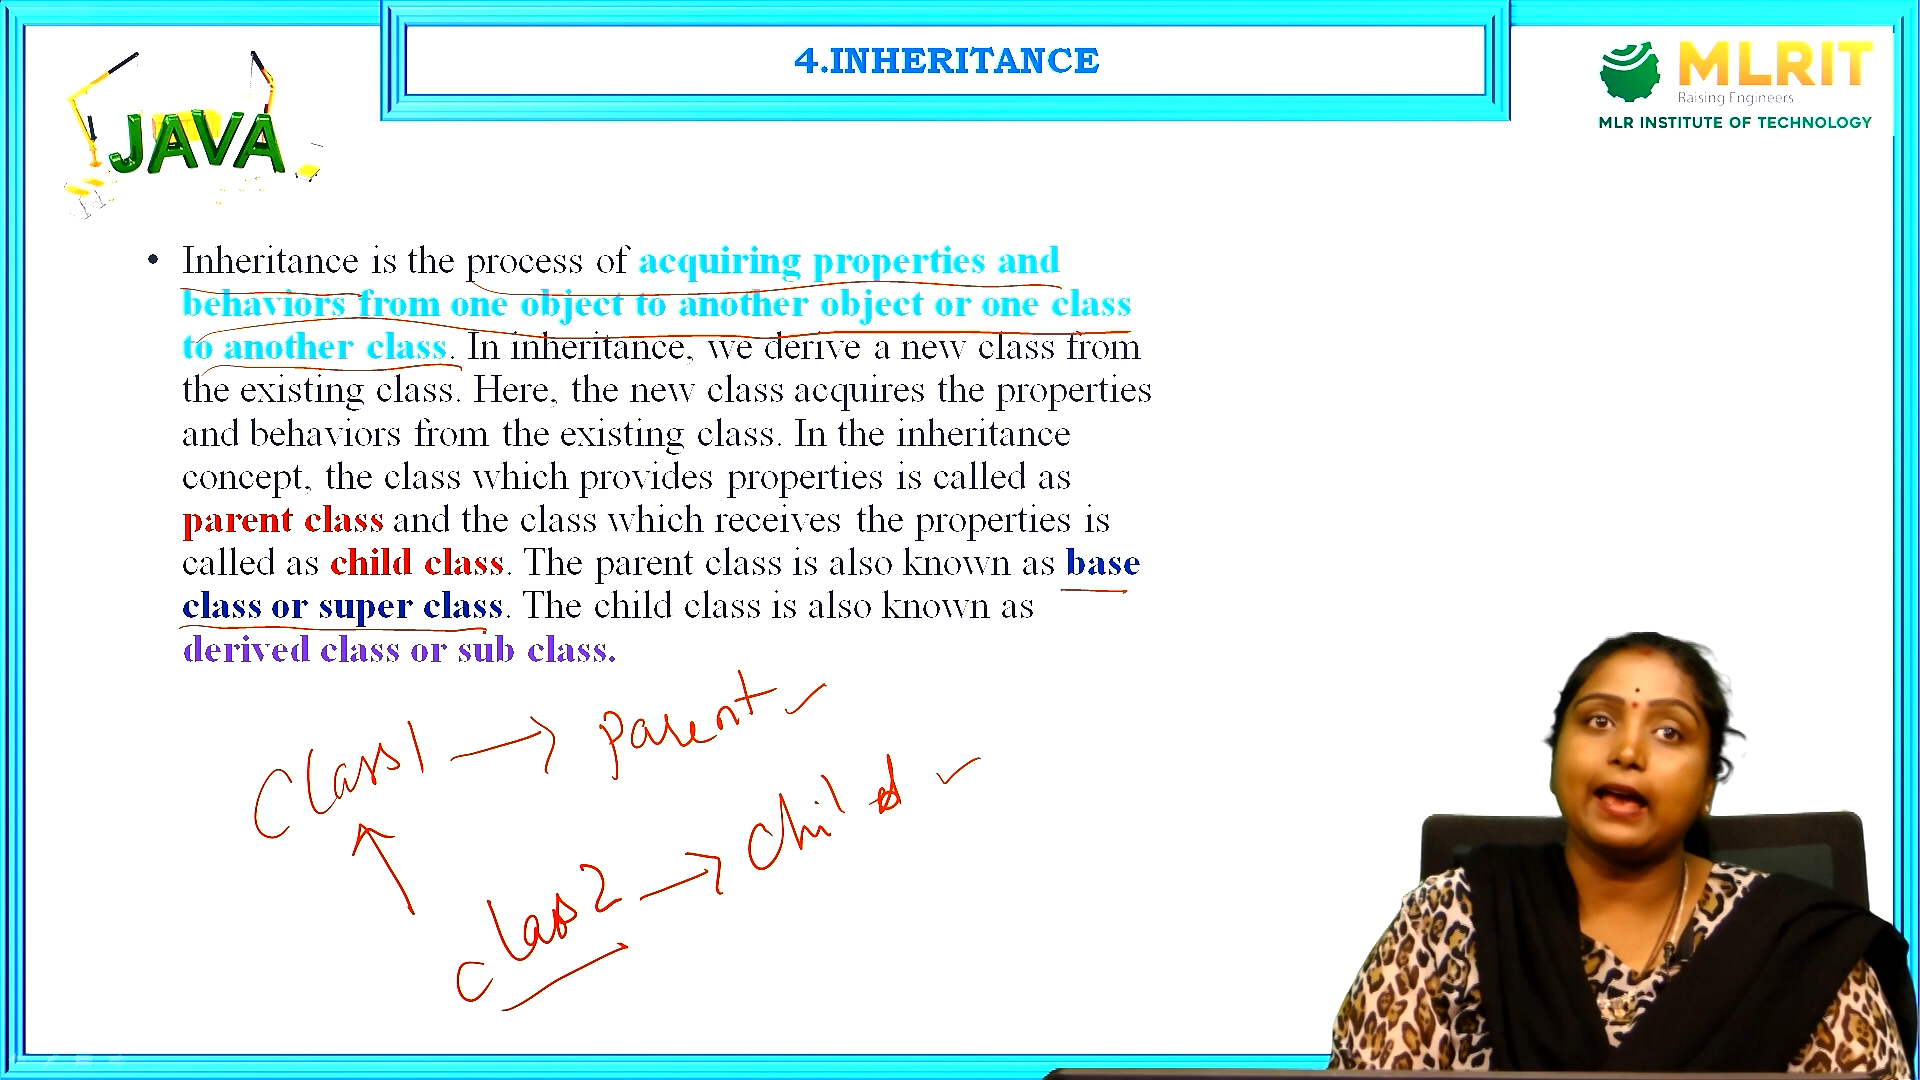 4.INHERITANCE
JAVA
MLRIT
Raising Engineers
MLR INSTITUTE OF TECHNOLOGY
• Inheritance is the process of acquiring properties and
behaviors from one object to another object or one class
to another class. In inheritance, we derive a new class from
the existing class. Here, the new class acquires the properties
and behaviors from the existing class. In the inheritance
concept, the class which provides properties is called as
parent class and the class which receives the properties is
called as child class. The parent class is also known as base
class or super class. The child class is also known as
derived class or sub class.
Class1 → parent ✓
Class2 → child ✓